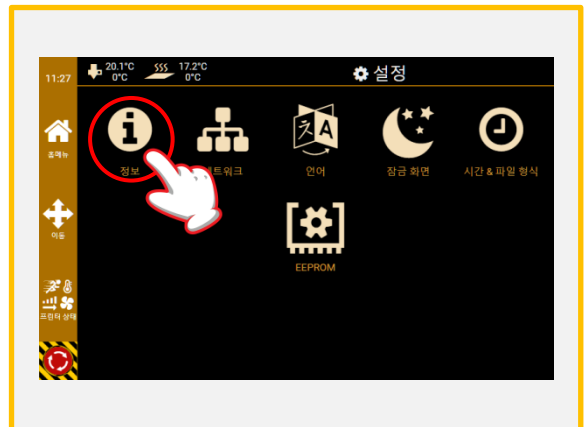 11:27
20.1°C
0°C
17.2°C
0°C
설정
홈메뉴
이동
프린터 상태
정보
트워크
언어
잠금 화면
시간 & 파일 형식
EEPROM